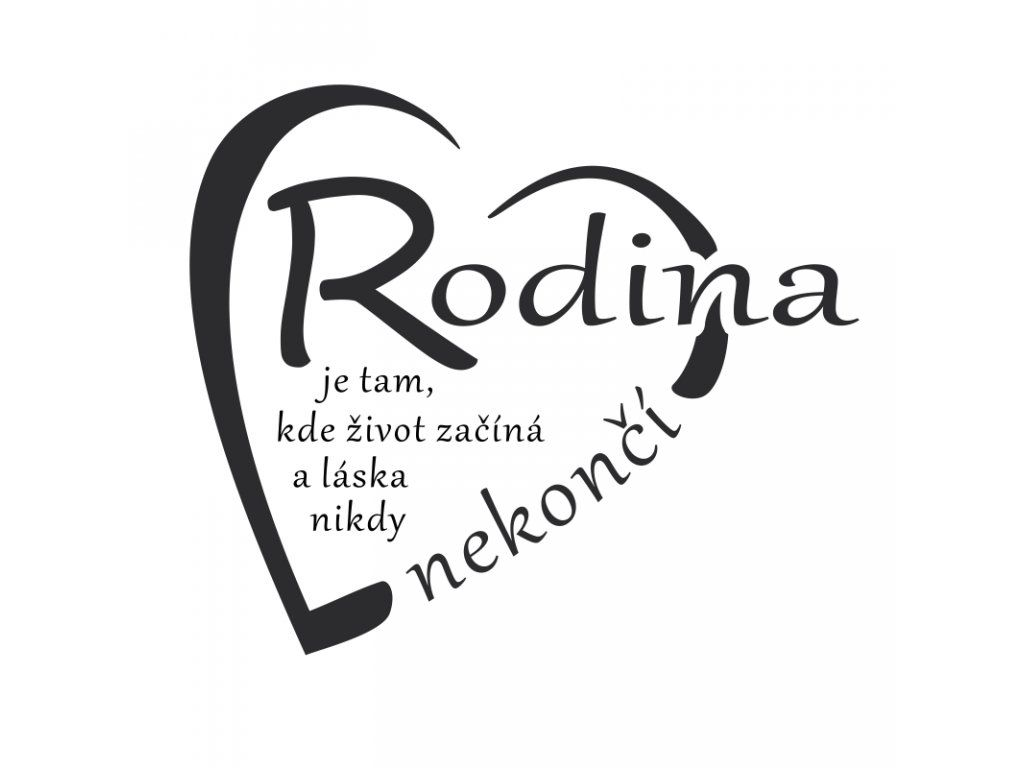 Rodina
je tam,
kde život začíná
a láska
nikdy
nekončí